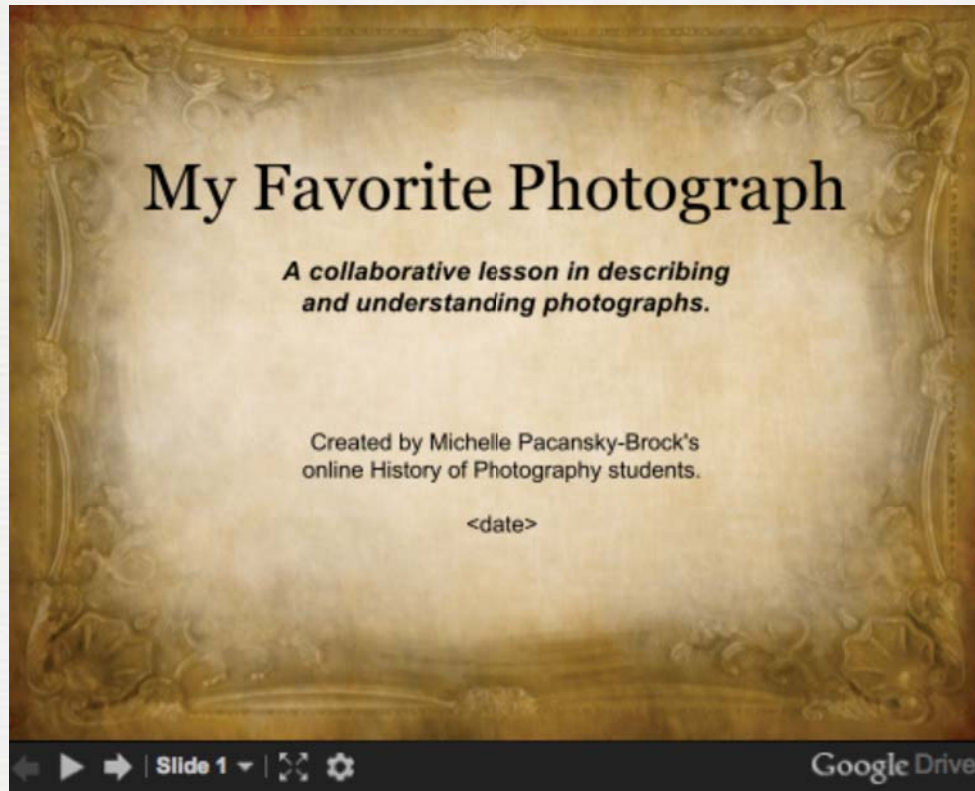 My Favorite Photograph
A collaborative lesson in describing
and understanding photographs.
Created by Michelle Pacansky-Brock's
online History of Photography students.
<date>
Slide 1
Google Drive